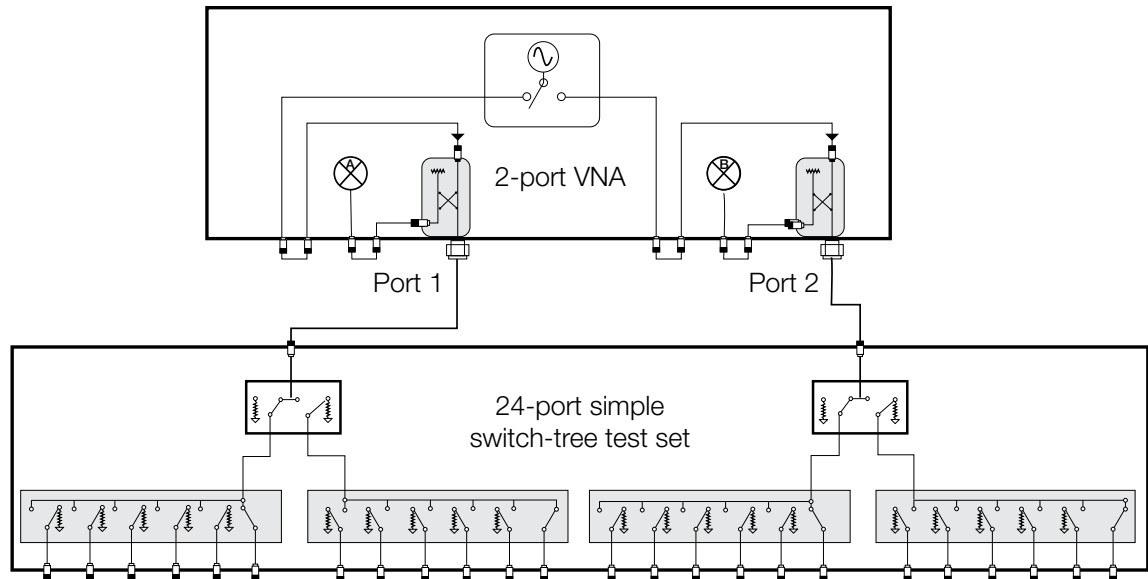 A
2-port VNA
B
Port 1
Port 2
24-port simple
switch-tree test set